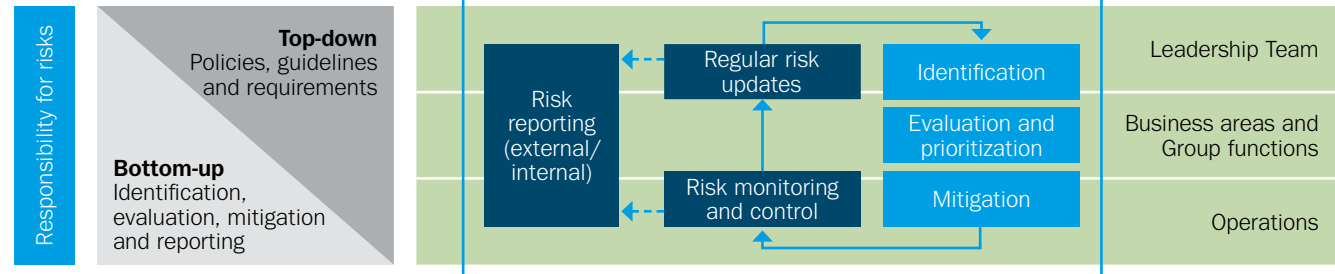 Responsibility for risks
Top-down
Policies, guidelines
and requirements
Bottom-up
Identification,
evaluation, mitigation
and reporting
Risk
reporting
(external/
internal)
Regular risk
updates
Risk monitoring
and control
Identification
Evaluation and
prioritization
Mitigation
Leadership Team
Business areas and
Group functions
Operations